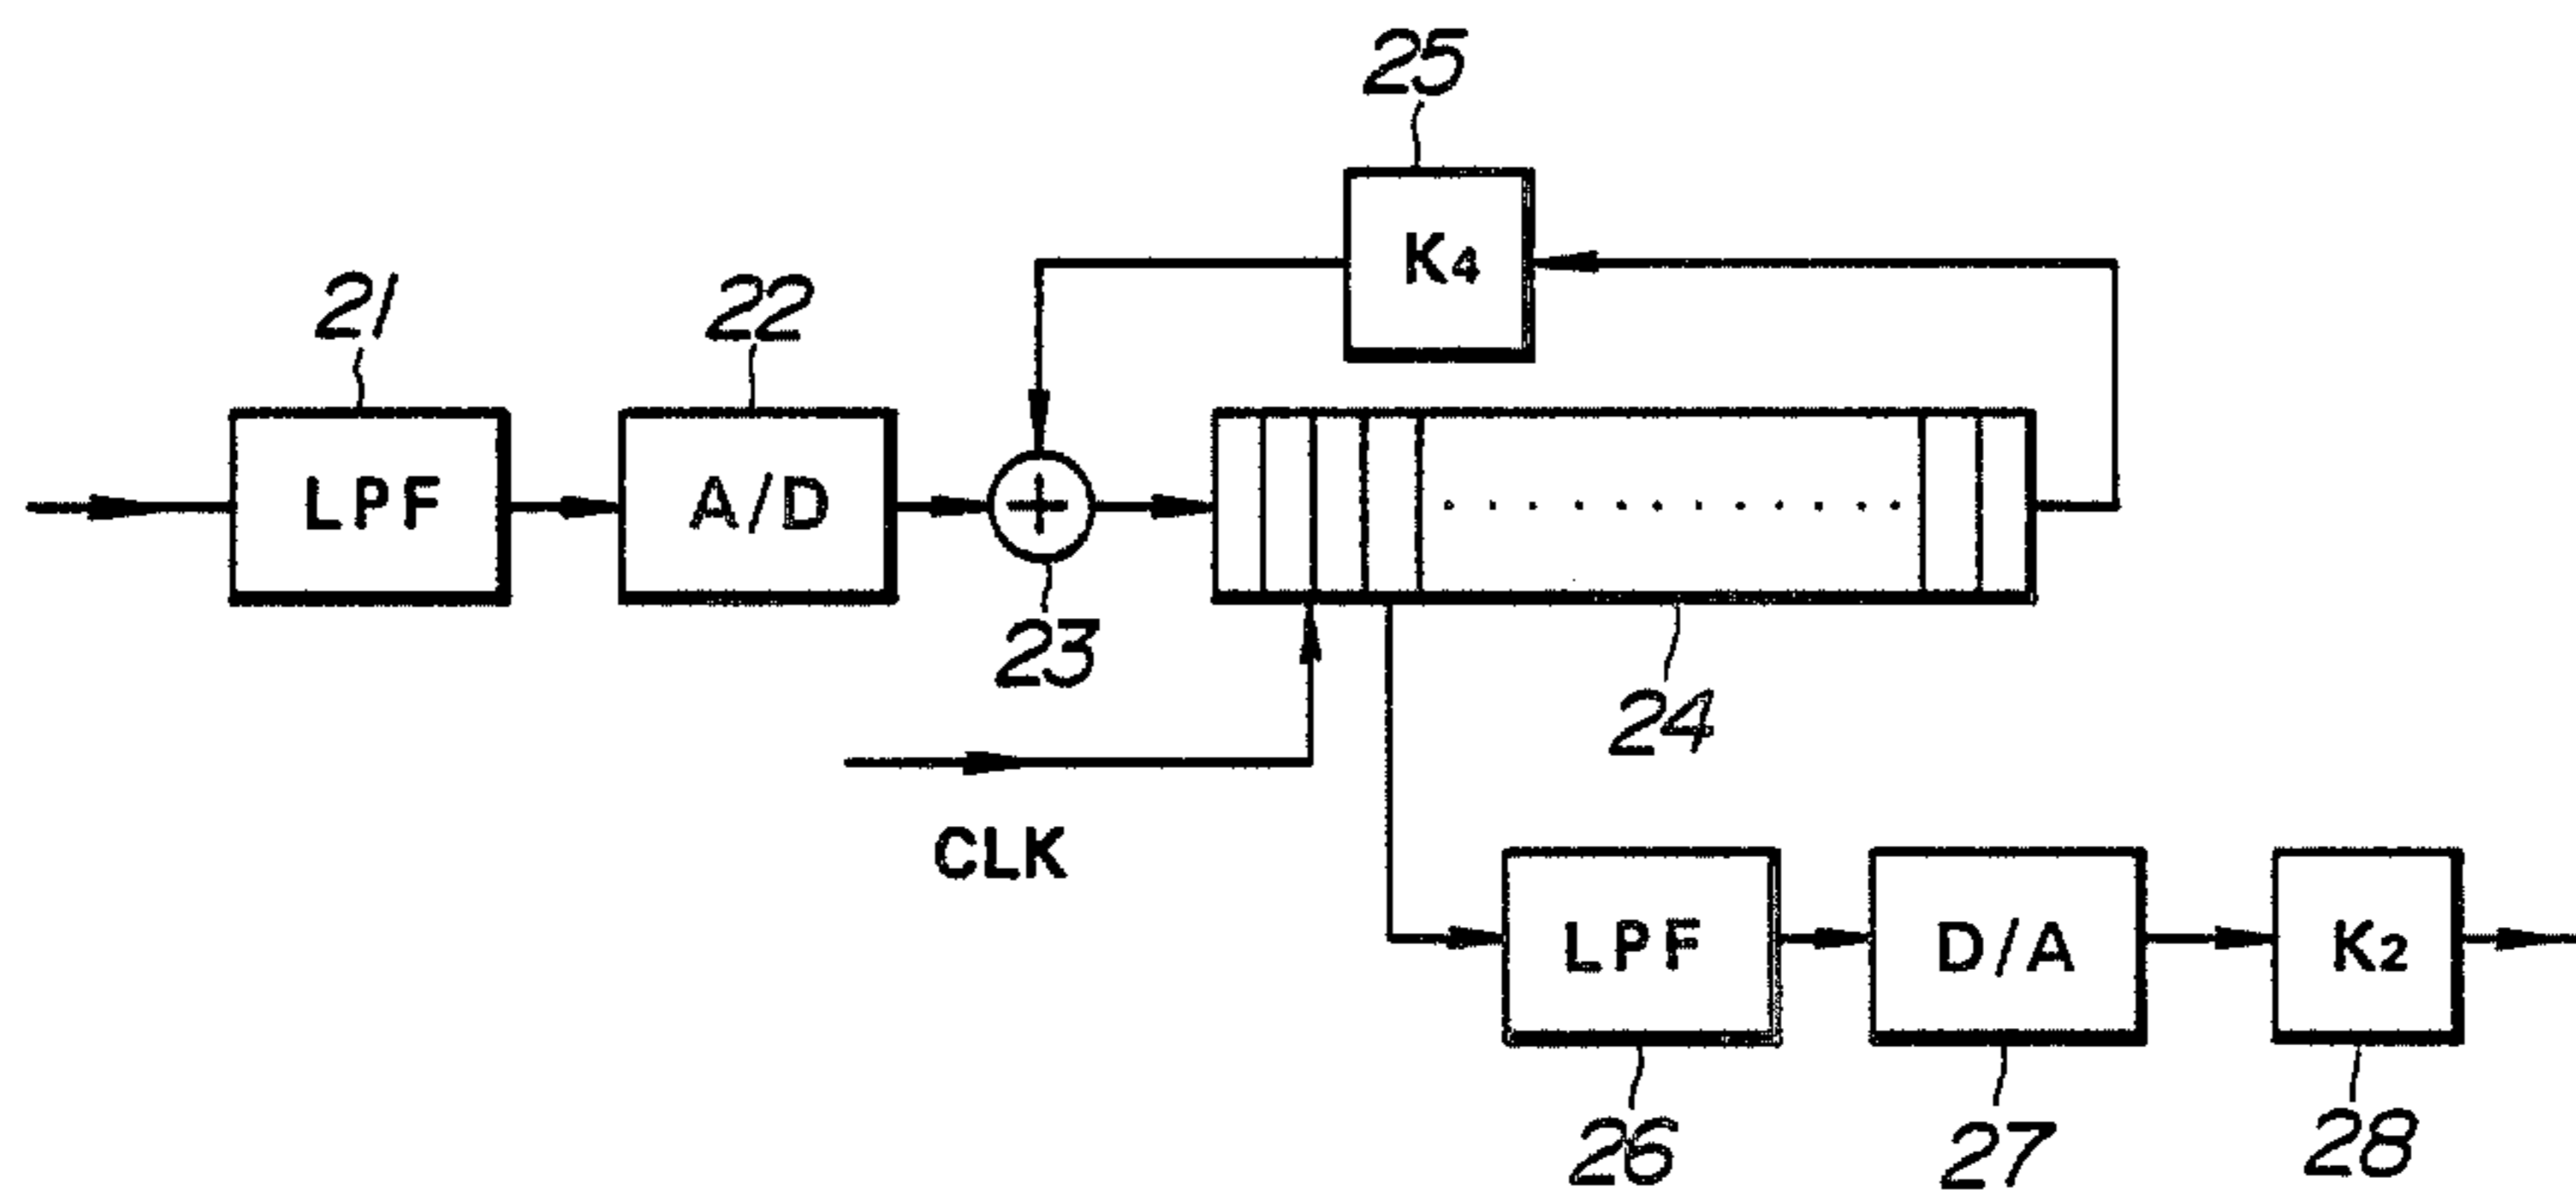 25
K4
21
22
LPF
A/D
+
............
23
24
CLK
LPF
D/A
K2
26
27
28